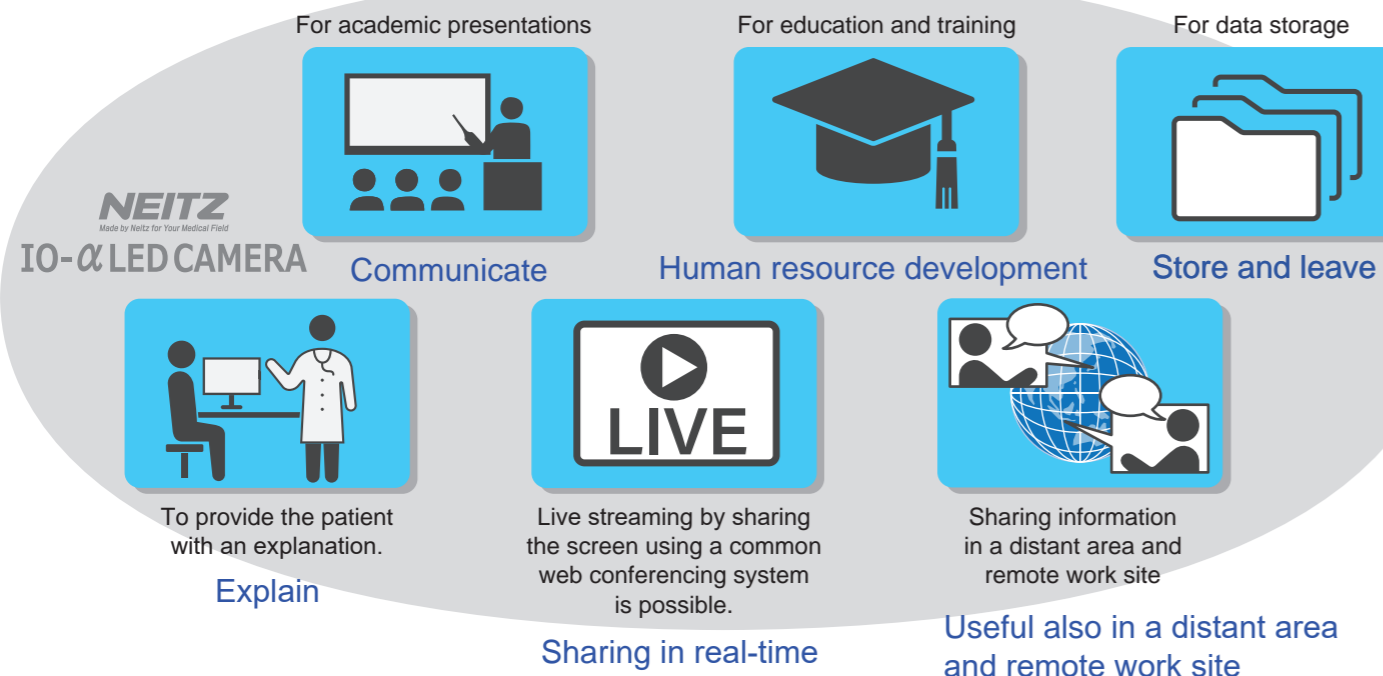 For academic presentations
For education and training
For data storage
NEITZ
Made by Neitz for Your Medical Field
IO-α LED CAMERA
Communicate
Human resource development
Store and leave
LIVE
To provide the patient
with an explanation.
Explain
Live streaming by sharing
the screen using a common
web conferencing system
is possible.
Sharing in real-time
Sharing information
in a distant area and
remote work site
Useful also in a distant area
and remote work site